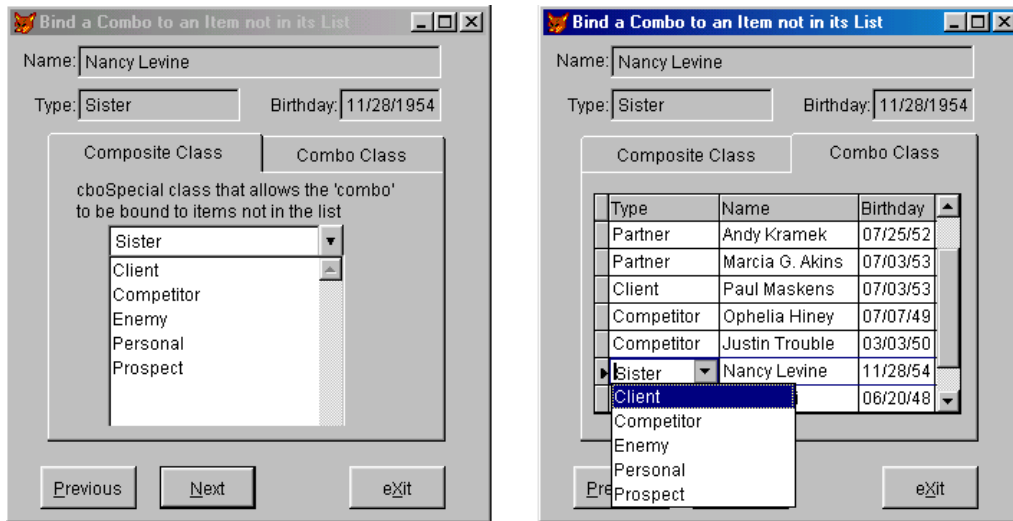 Bind a Combo to an Item not in its List
Name: Nancy Levine
Type: Sister Birthday: 11/28/1954
Composite Class Combo Class
cboSpecial class that allows the 'combo'
to be bound to items not in the list
Sister
Client
Competitor
Enemy
Personal
Prospect
Previous Next eXit
Bind a Combo to an Item not in its List
Name: Nancy Levine
Type: Sister Birthday: 11/28/1954
Composite Class Combo Class
Type Name Birthday
Partner Andy Kramek 07/25/52
Partner Marcia G. Akins 07/03/53
Client Paul Maskens 07/03/53
Competitor Ophelia Hiney 07/07/49
Competitor Justin Trouble 03/03/50
Sister Nancy Levine 11/28/54
06/20/48
Client
Competitor
Enemy
Personal
Prospect
Pre eXit